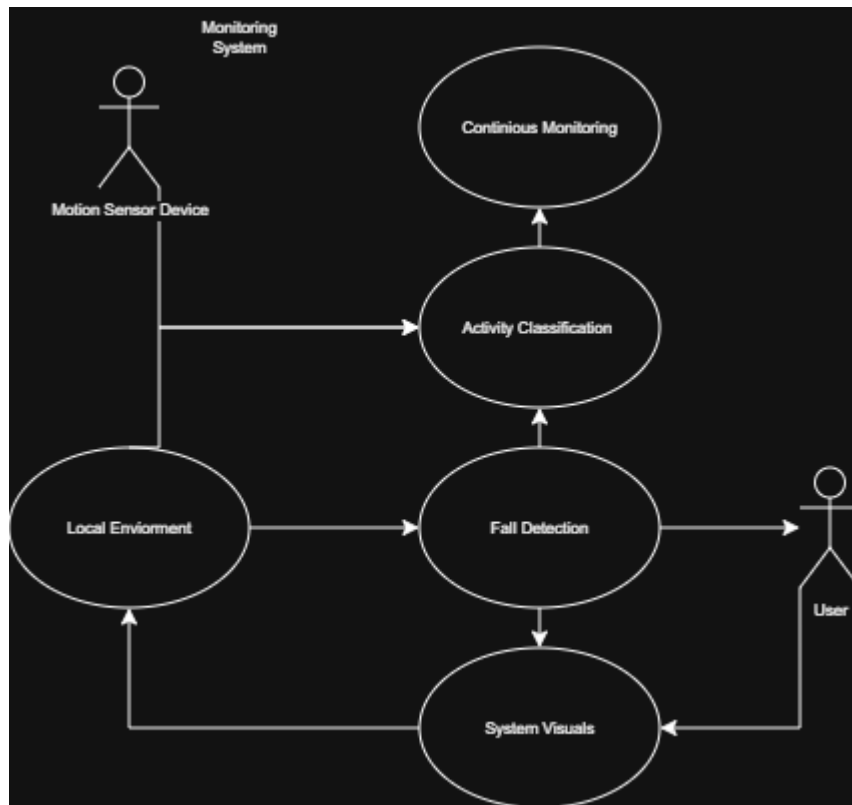 Monitoring
System
Continious Monitoring
Motion Sensor Device
Activity Classification
Local Enviorment
Fall Detection
User
System Visuals